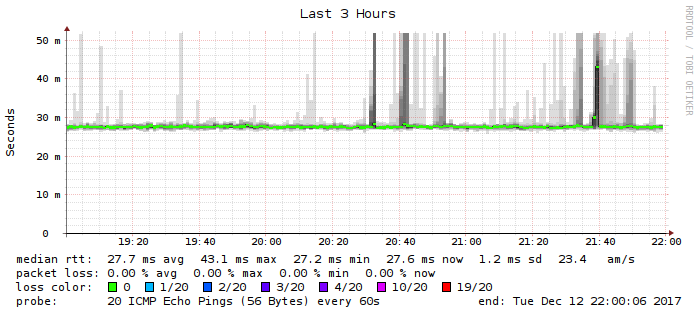 Last 3 Hours
RRDTOOL / TOBI OETIKER
Seconds
50 m
40 m
30 m
20 m
10 m
0
19:20 19:40 20:00 20:20 20:40 21:00 21:20 21:40 22:00
median rtt: 27.7 ms avg 43.1 ms max 27.2 ms min 27.6 ms now 1.2 ms sd 23.4 am/s
packet loss: 0.00 % avg 0.00 % max 0.00 % min 0.00 % now
loss color: 0 1/20 2/20 3/20 4/20 10/20 19/20
probe: 20 ICMP Echo Pings (56 Bytes) every 60s end: Tue Dec 12 22:00:06 2017